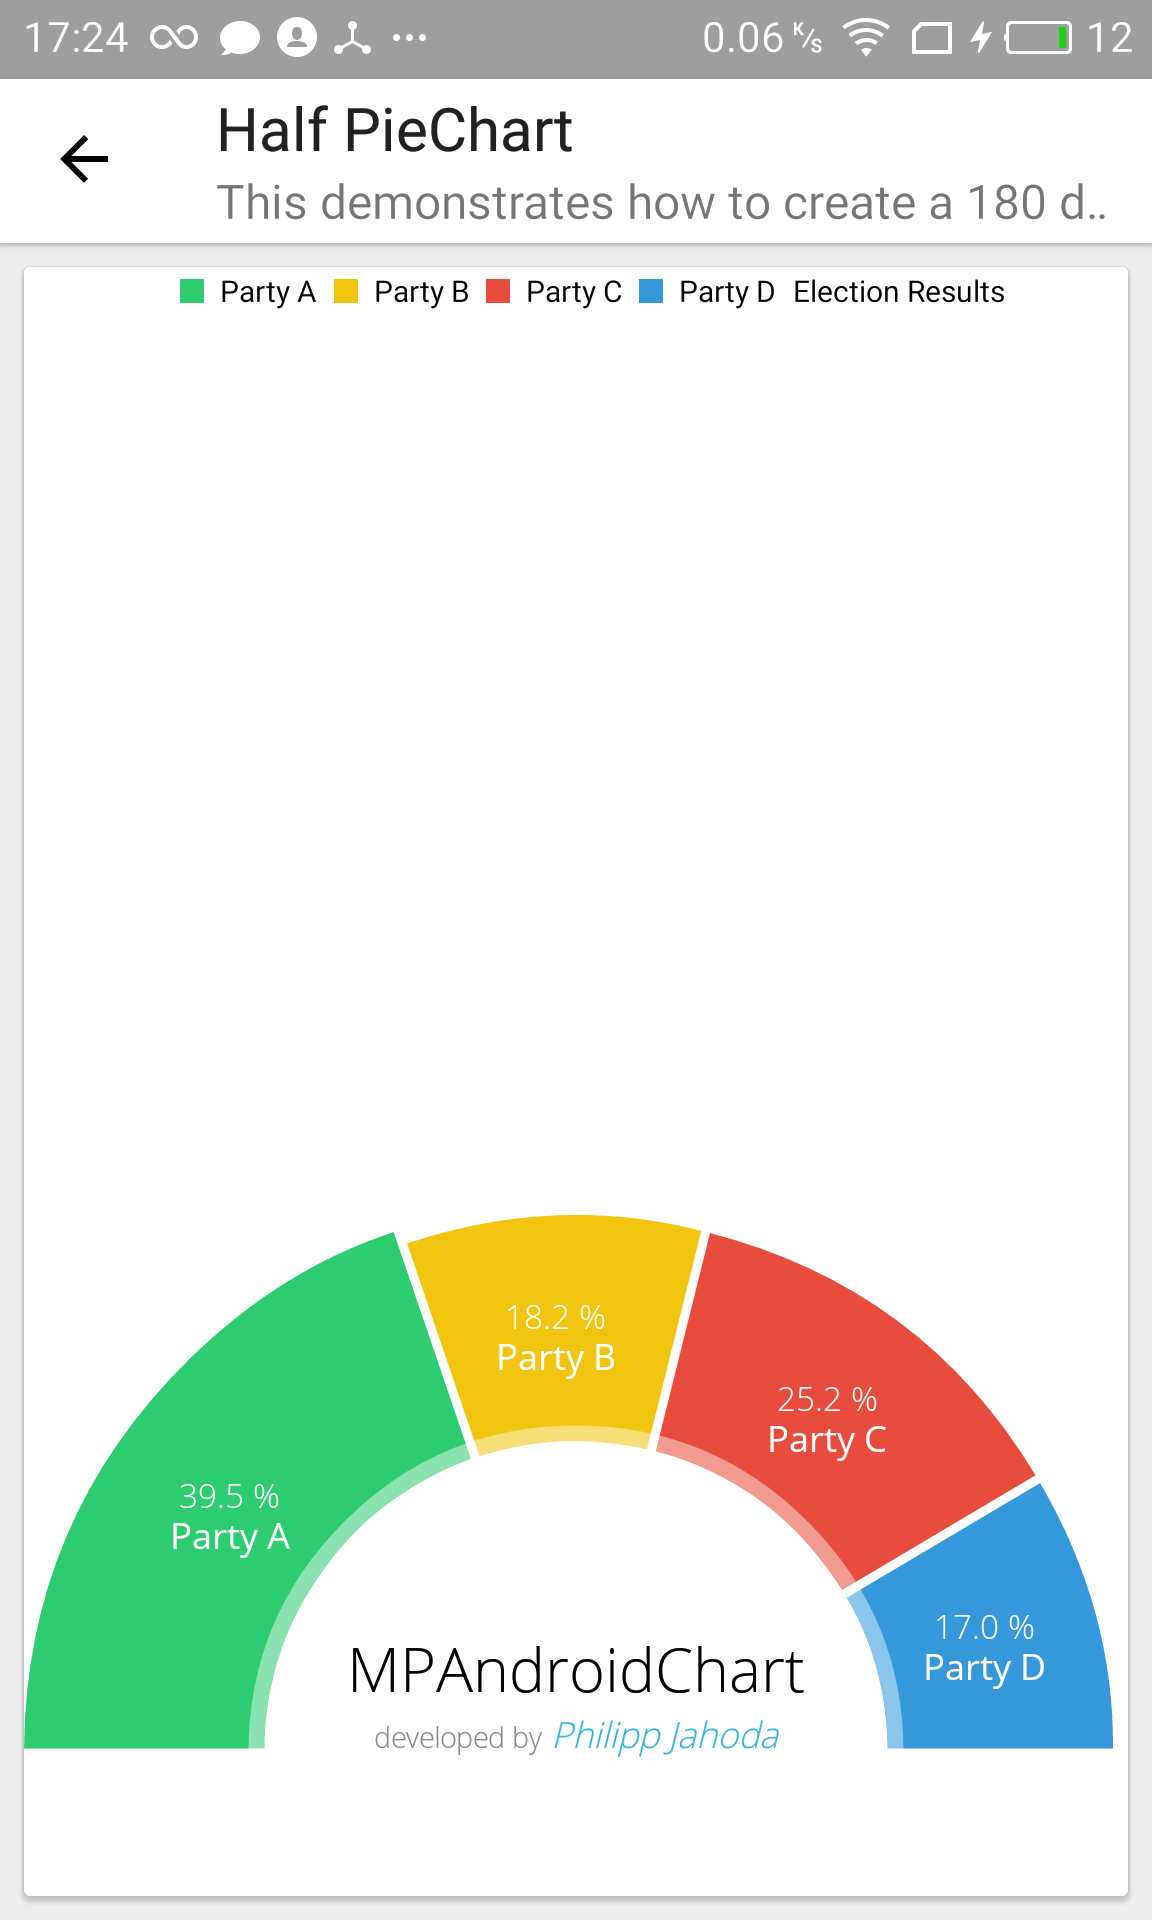 17:24 0.06 K/s 12
Half PieChart
This demonstrates how to create a 180 d..
Party A Party B Party C Party D Election Results
18.2 %
Party B
25.2 %
Party C
39.5 %
Party A
17.0 %
Party D
MPAndroidChart
developed by Philipp Jahoda